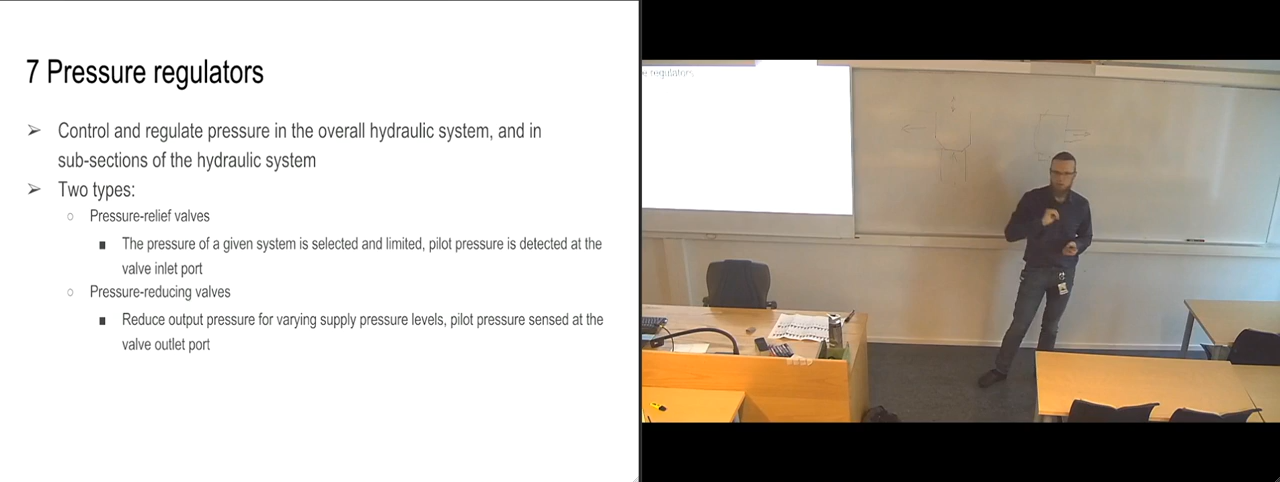 7 Pressure regulators
➢ Control and regulate pressure in the overall hydraulic system, and in
sub-sections of the hydraulic system
➢ Two types:
○ Pressure-relief valves
■ The pressure of a given system is selected and limited, pilot pressure is detected at the
valve inlet port
○ Pressure-reducing valves
■ Reduce output pressure for varying supply pressure levels, pilot pressure sensed at the
valve outlet port
e regulators